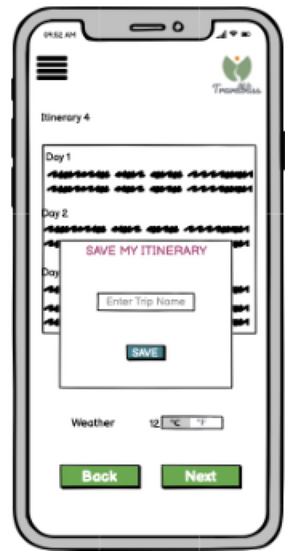 09:52 AM
Travelbliss
Itinerary 4
Day 1
Day 2
Day
SAVE MY ITINERARY
Enter Trip Name
SAVE
Weather 12 °C °F
Back Next